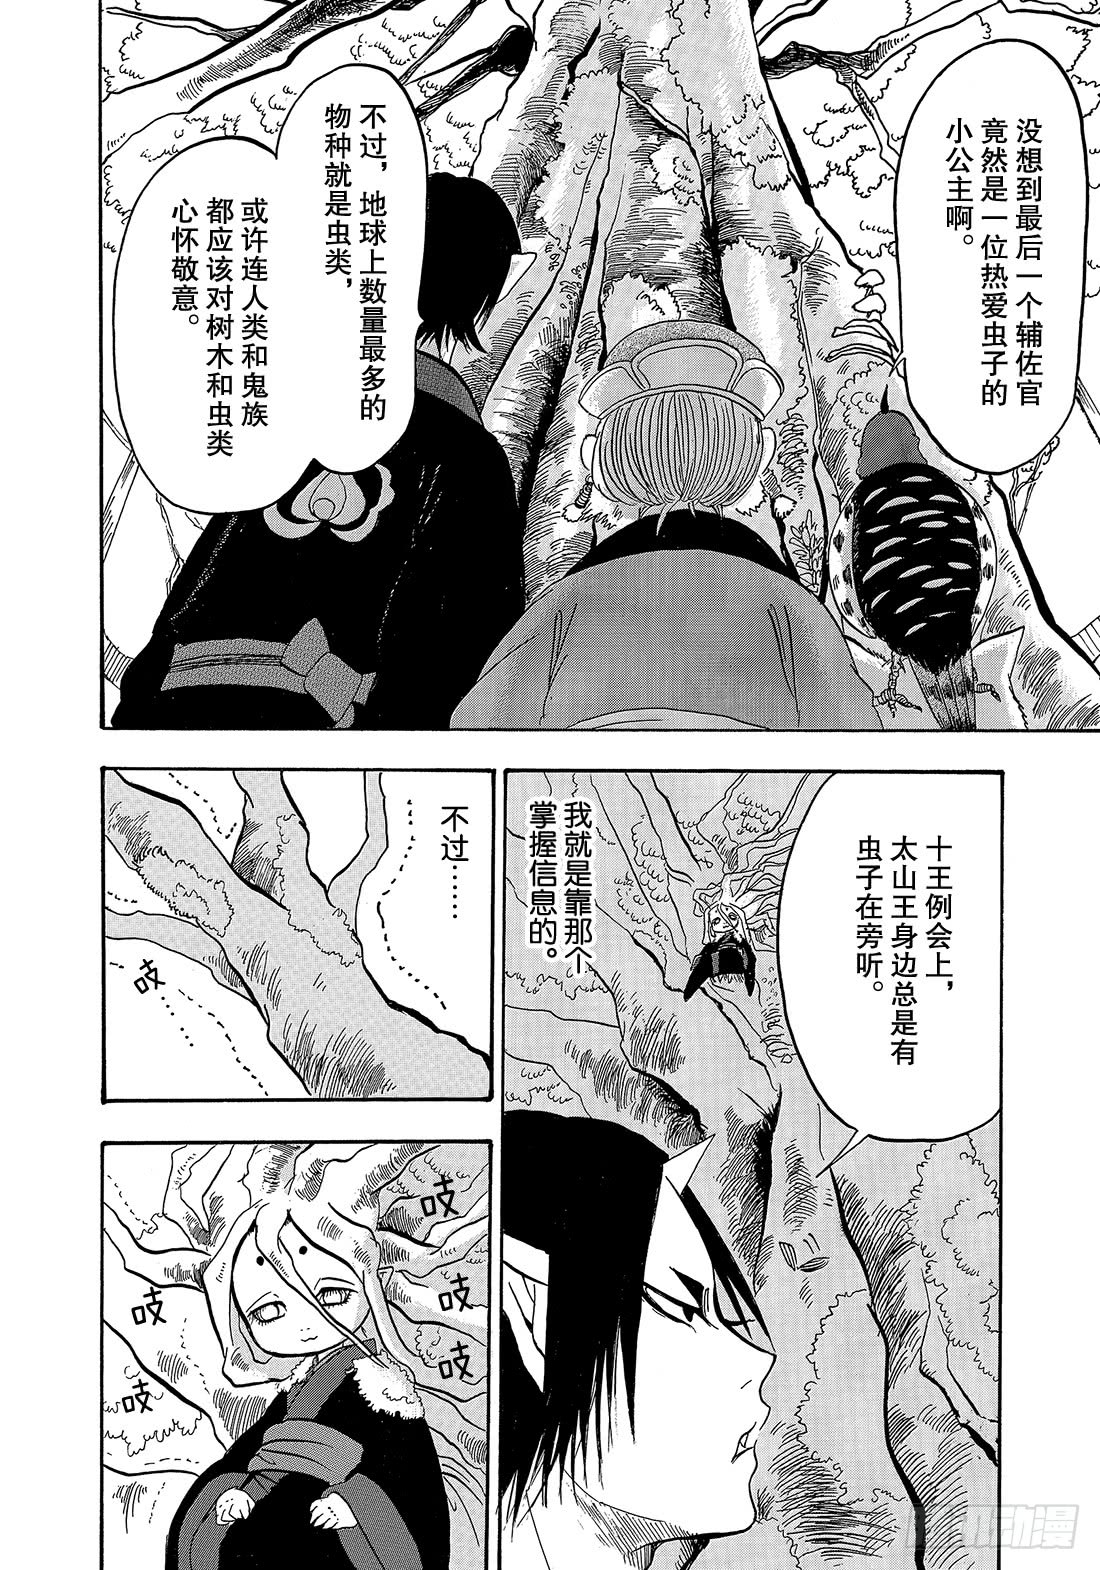 没想到最后一个辅佐官
竟然是一位热爱虫子的
小公主啊。
不过，地球上数量最多的
物种就是虫类，
或许连人类和鬼族
都应该对树木和虫类
心怀敬意。
十王例会上，
太山王身边总是有
虫子在旁听。
我就是靠那个
掌握信息的。
不过……
吱…
吱
吱
吱
吱
吱
动漫